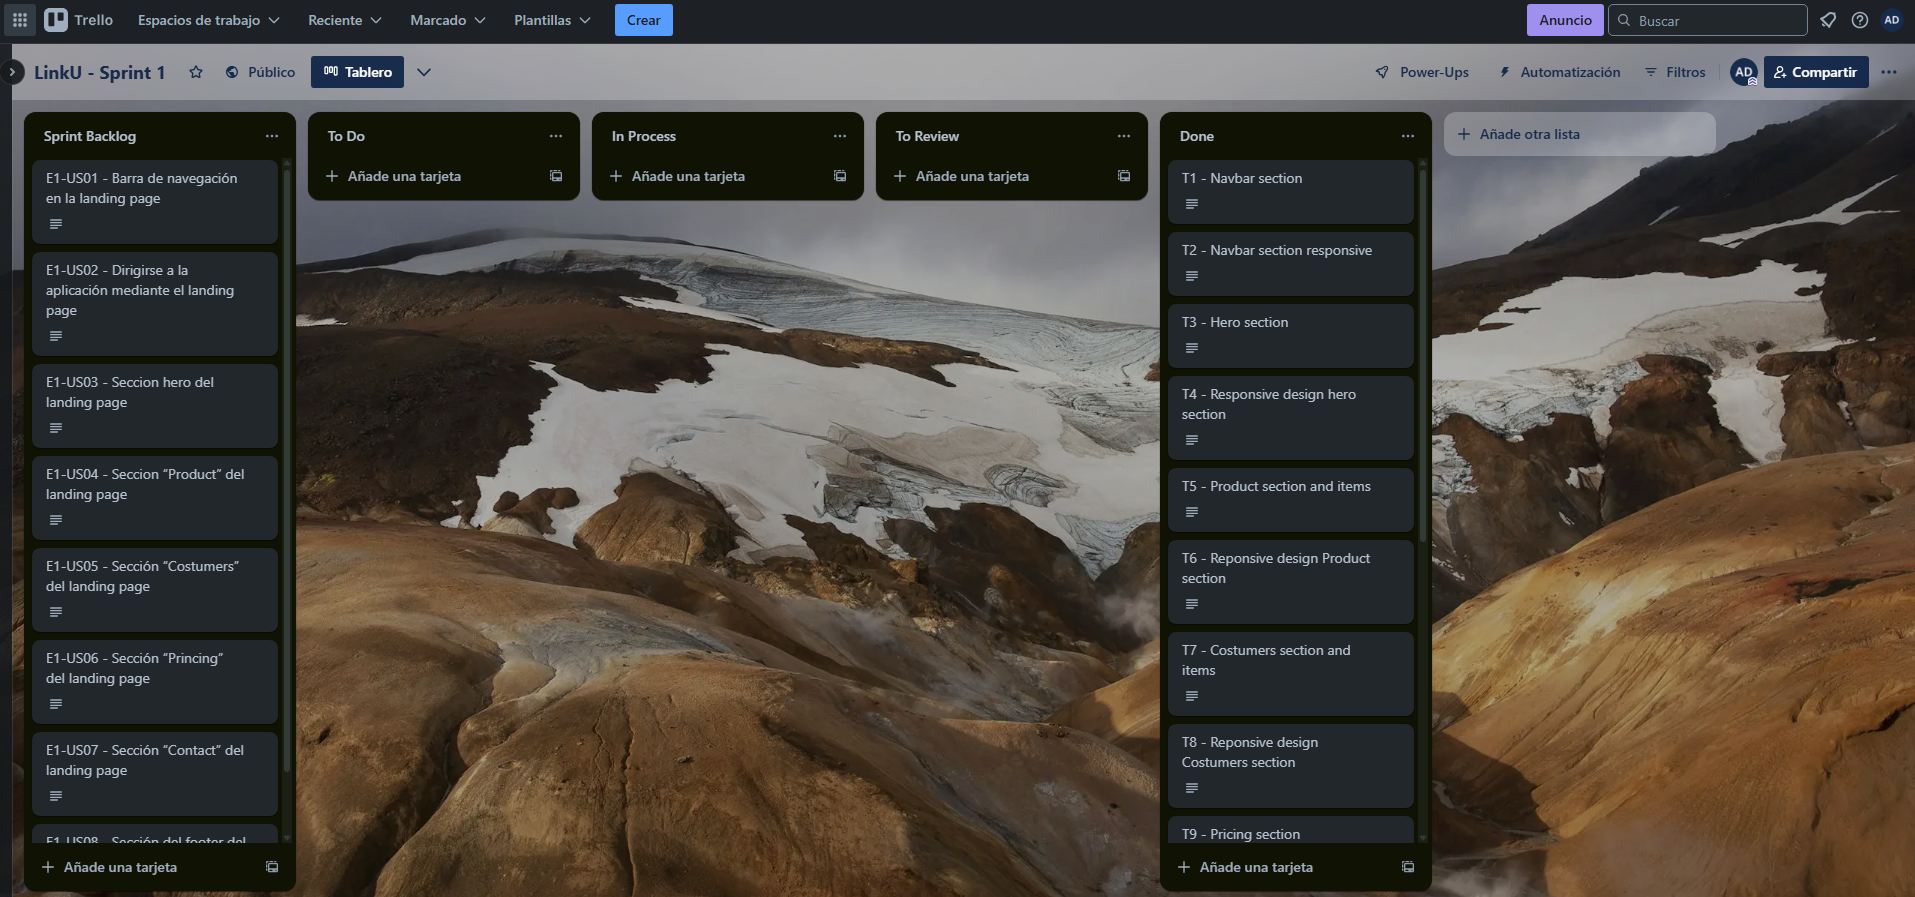 Trello
Espacios de trabajo
Reciente
Marcado
Plantillas
Crear
Anuncio
Buscar
AD
LinkU - Sprint 1
Público
Tablero
Power-Ups
Automatización
Filtros
AD
Compartir
Sprint Backlog
E1-US01 - Barra de navegación
en la landing page
E1-US02 - Dirigirse a la
aplicación mediante el landing
page
E1-US03 - Seccion hero del
landing page
E1-US04 - Seccion “Product” del
landing page
E1-US05 - Sección “Costumers”
del landing page
E1-US06 - Sección “Princing”
del landing page
E1-US07 - Sección “Contact” del
landing page
E1-US08 - Sección del footer del
Añade una tarjeta
To Do
Añade una tarjeta
In Process
Añade una tarjeta
To Review
Añade una tarjeta
Done
T1 - Navbar section
T2 - Navbar section responsive
T3 - Hero section
T4 - Responsive design hero
section
T5 - Product section and items
T6 - Reponsive design Product
section
T7 - Costumers section and
items
T8 - Reponsive design
Costumers section
T9 - Pricing section
Añade una tarjeta
Añade otra lista